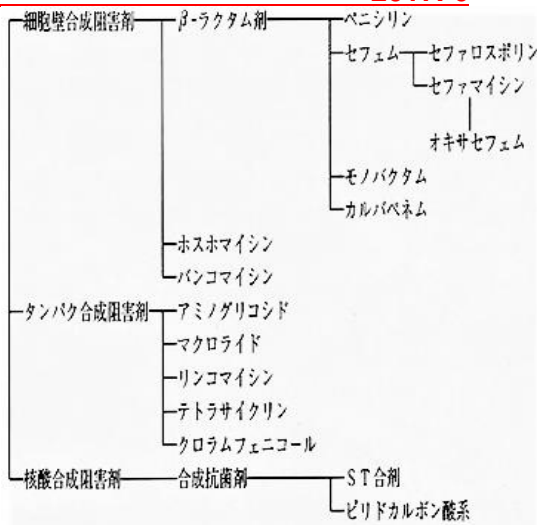 細胞壁合成阻害剤 β-ラクタム剤 ペニシリン
セフェム セファロスポリン
セファマイシン
オキサセフェム
モノバクタム
カルバペネム
ホスホマイシン
バンコマイシン
タンパク合成阻害剤 アミノグリコシド
マクロライド
リンコマイシン
テトラサイクリン
クロラムフェニコール
核酸合成阻害剤 合成抗菌剤 ST合剤
ピリドカルボン酸系